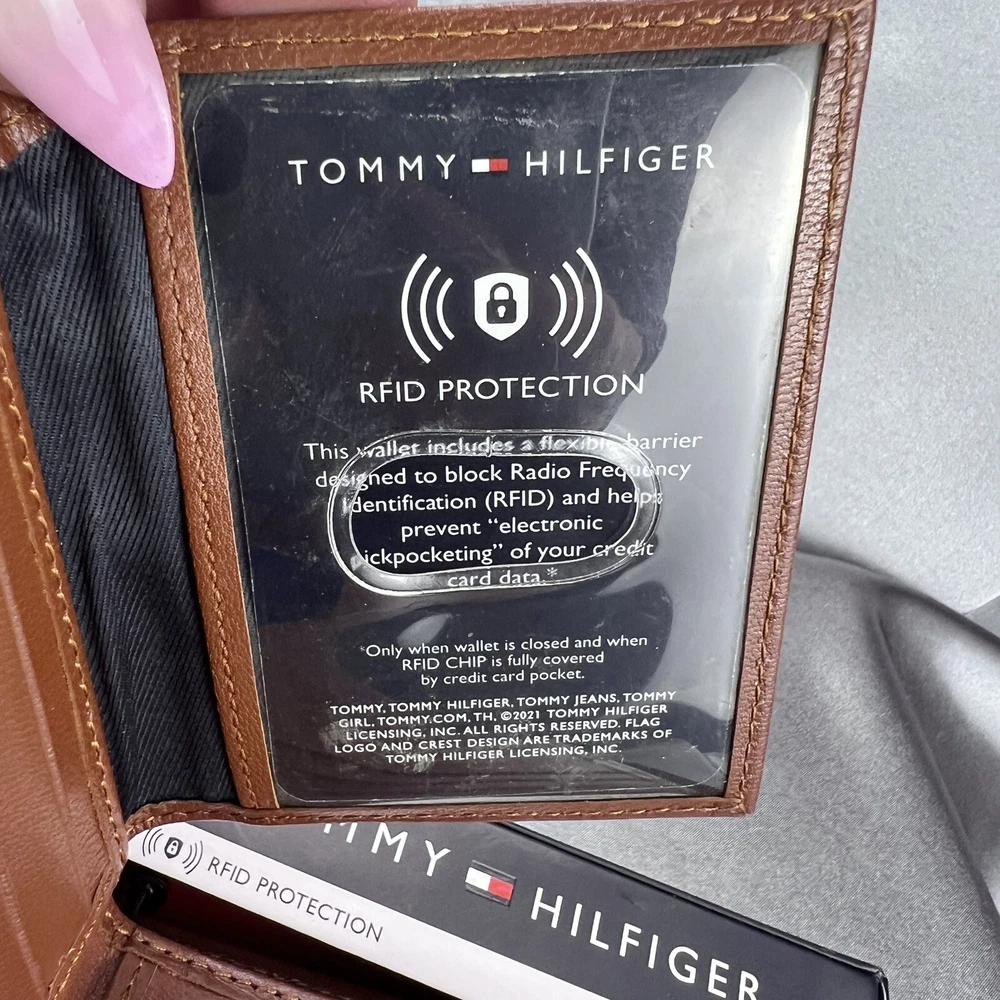 TOMMY HILFIGER
RFID PROTECTION
This wallet includes a flexible barrier
designed to block Radio Frequency
Identification (RFID) and helps
prevent “electronic
pickpocketing” of your credit
card data.*
*Only when wallet is closed and when
RFID CHIP is fully covered
by credit card pocket.
TOMMY, TOMMY HILFIGER, TOMMY JEANS, TOMMY
GIRL, TOMMY.COM, TH, ©2021 TOMMY HILFIGER
LICENSING, INC. ALL RIGHTS RESERVED. FLAG
LOGO AND CREST DESIGN ARE TRADEMARKS OF
TOMMY HILFIGER LICENSING, INC.
MMY HILFIGER
RFID PROTECTION